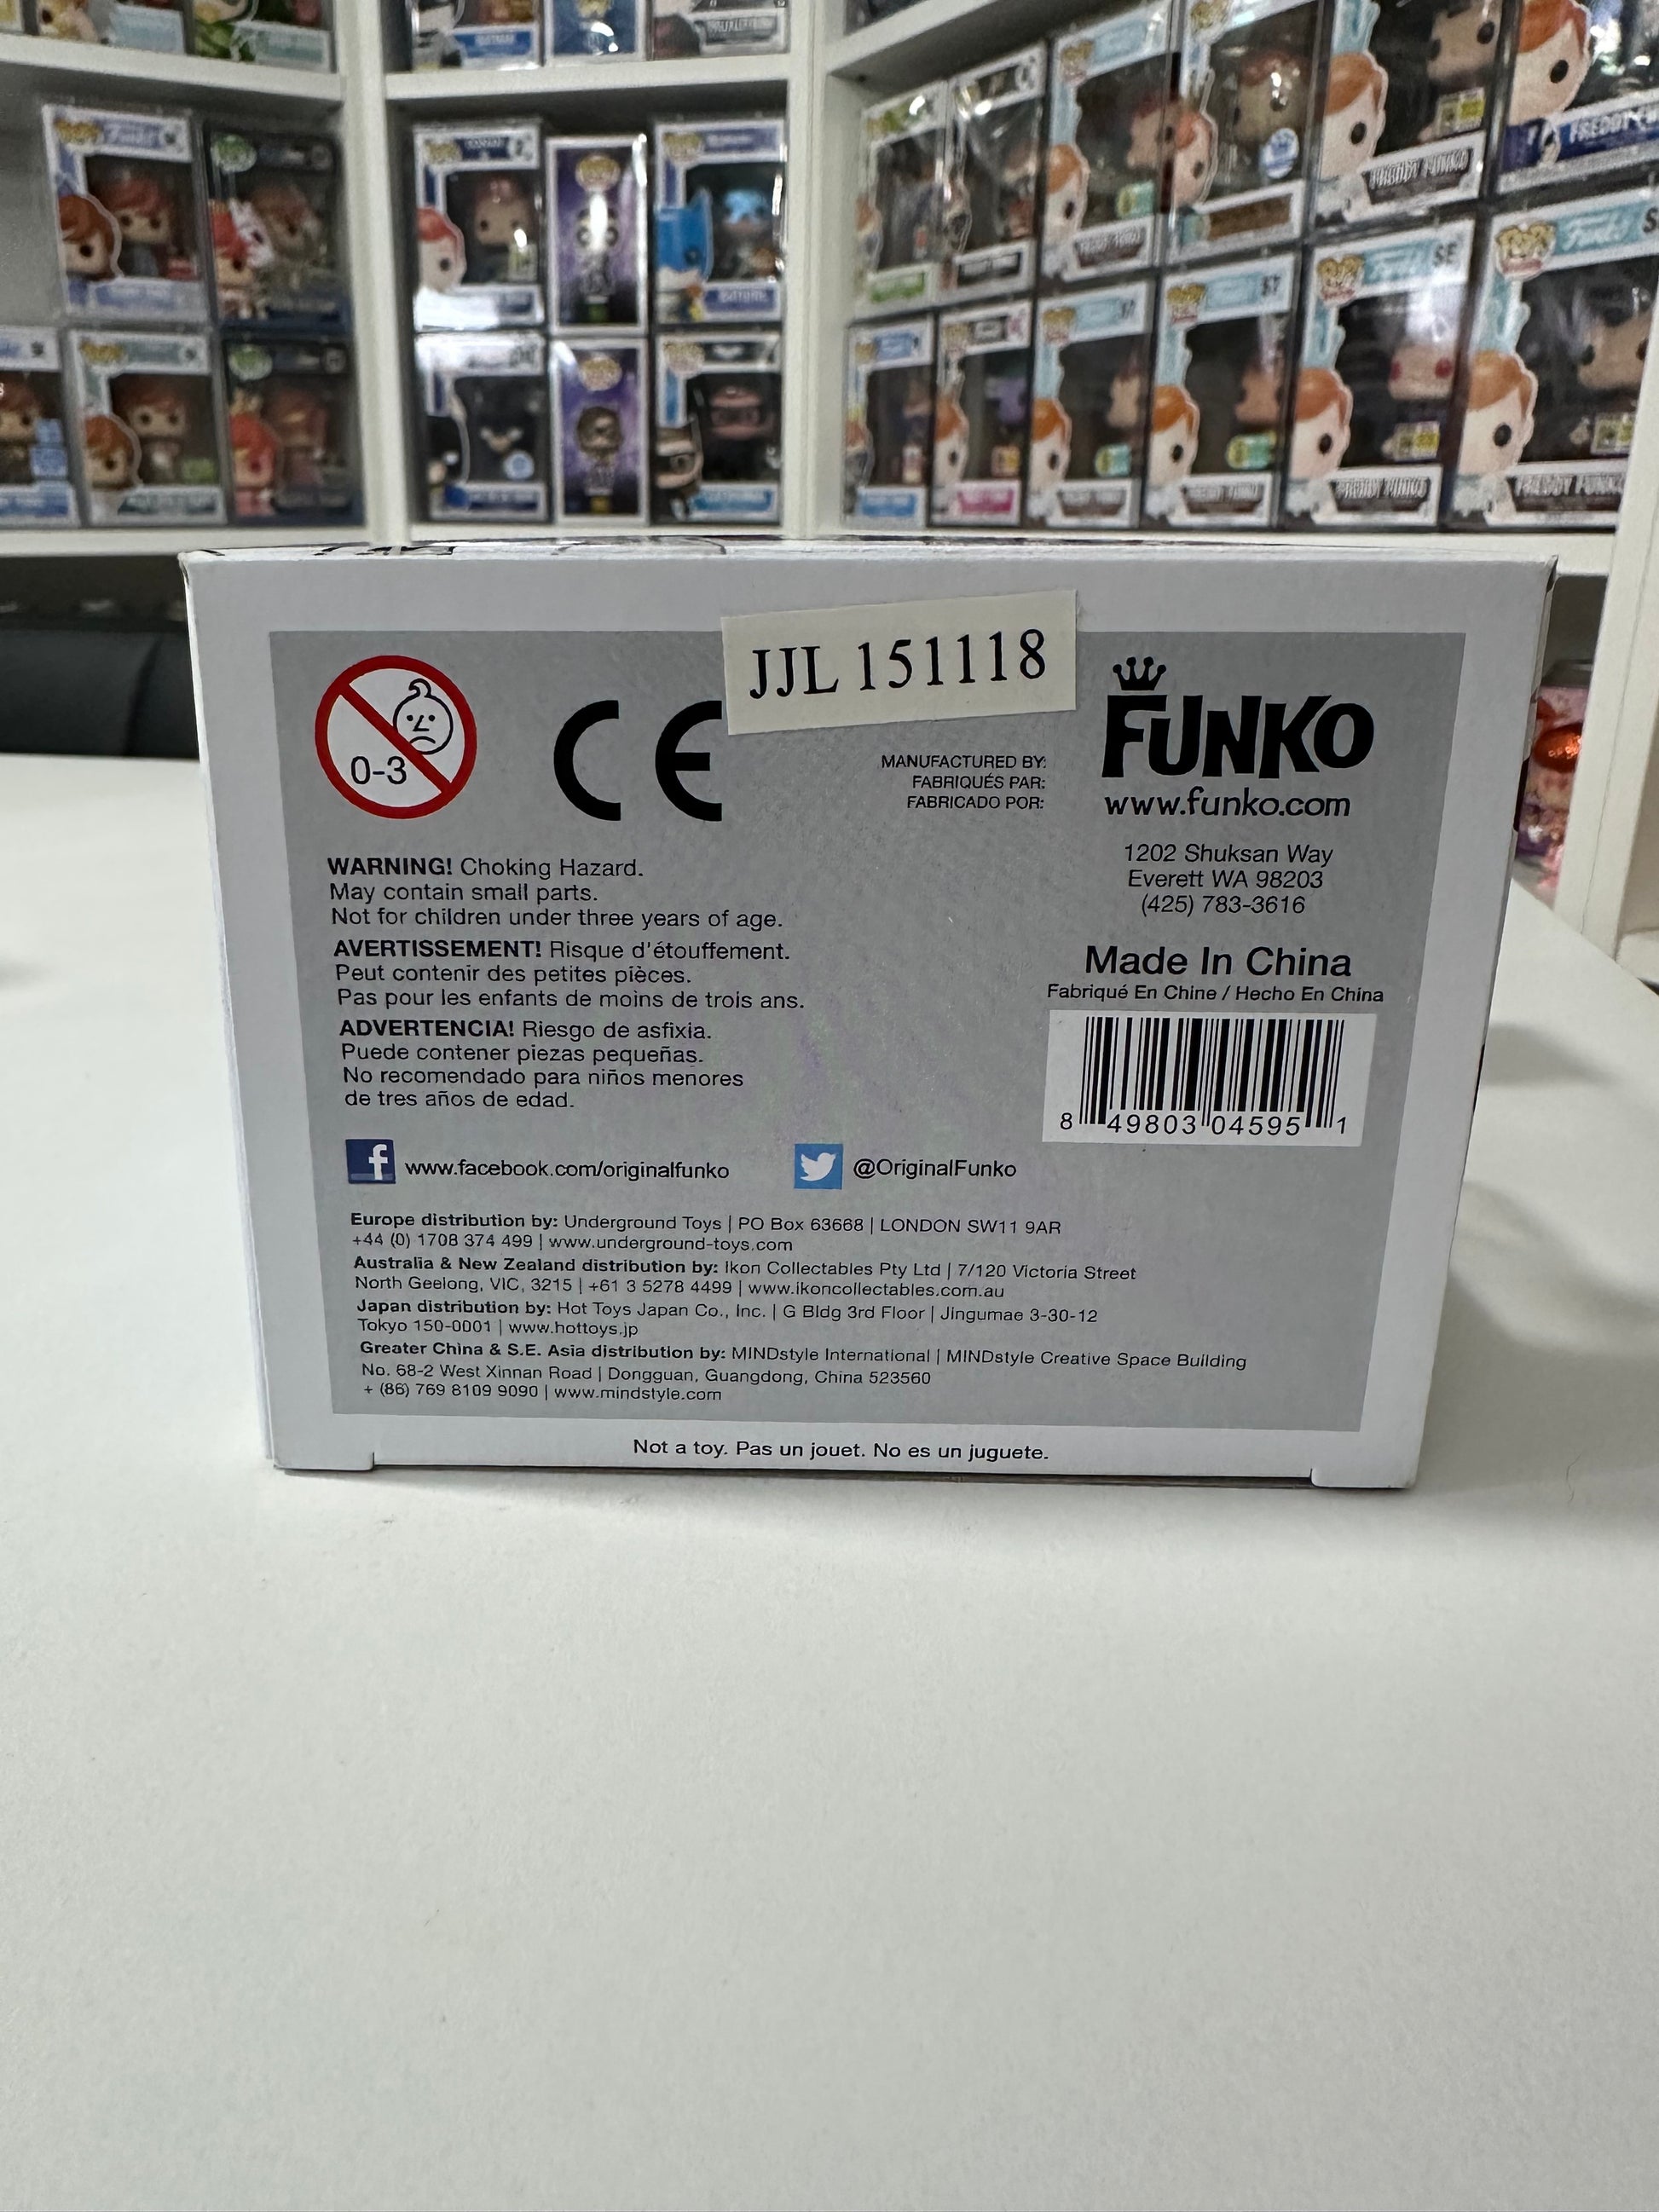 JJL 151118
0-3
CE
MANUFACTURED BY:
FABRIQUÉS PAR:
FABRICADO POR:
FUNKO
www.funko.com
1202 Shuksan Way
Everett WA 98203
(425) 783-3616
Made In China
Fabriqué En Chine / Hecho En China
8 49803 04595 1
WARNING! Choking Hazard.
May contain small parts.
Not for children under three years of age.
AVERTISSEMENT! Risque d'étouffement.
Peut contenir des petites pièces.
Pas pour les enfants de moins de trois ans.
ADVERTENCIA! Riesgo de asfixia.
Puede contener piezas pequeñas.
No recomendado para niños menores
de tres años de edad.
f www.facebook.com/originalfunko
@OriginalFunko
Europe distribution by: Underground Toys | PO Box 63668 | LONDON SW11 9AR
+44 (0) 1708 374 499 | www.underground-toys.com
Australia & New Zealand distribution by: Ikon Collectables Pty Ltd | 7/120 Victoria Street
North Geelong, VIC, 3215 | +61 3 5278 4499 | www.ikoncollectables.com.au
Japan distribution by: Hot Toys Japan Co., Inc. | G Bldg 3rd Floor | Jingumae 3-30-12
Tokyo 150-0001 | www.hottoys.jp
Greater China & S.E. Asia distribution by: MINDstyle International | MINDstyle Creative Space Building
No. 68-2 West Xinnan Road | Dongguan, Guangdong, China 523560
+ (86) 769 8109 9090 | www.mindstyle.com
Not a toy. Pas un jouet. No es un juguete.
FREDDY FUNKO
FREDDY FUNKO
FREDDY FUNKO